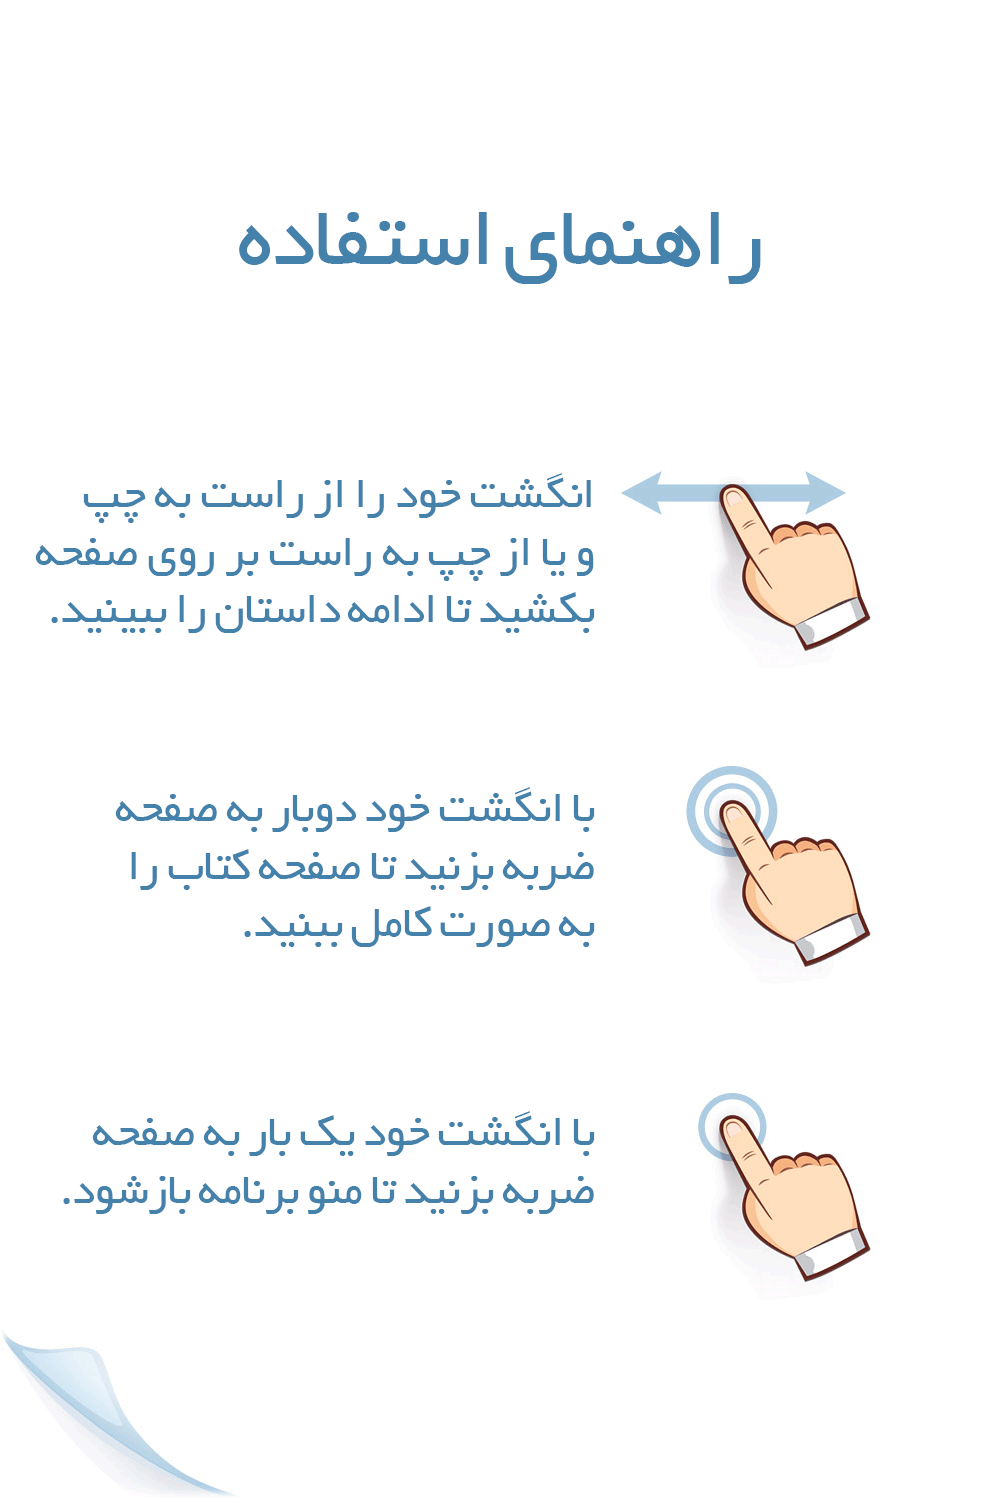 راهنمای استفاده
انگشت خود را از راست به چپ
و یا از چپ به راست بر روی صفحه
بکشید تا ادامه داستان را ببینید.
با انگشت خود دوبار به صفحه
ضربه بزنید تا صفحه کتاب را
به صورت کامل ببنید.
با انگشت خود یک بار به صفحه
ضربه بزنید تا منو برنامه بازشود.